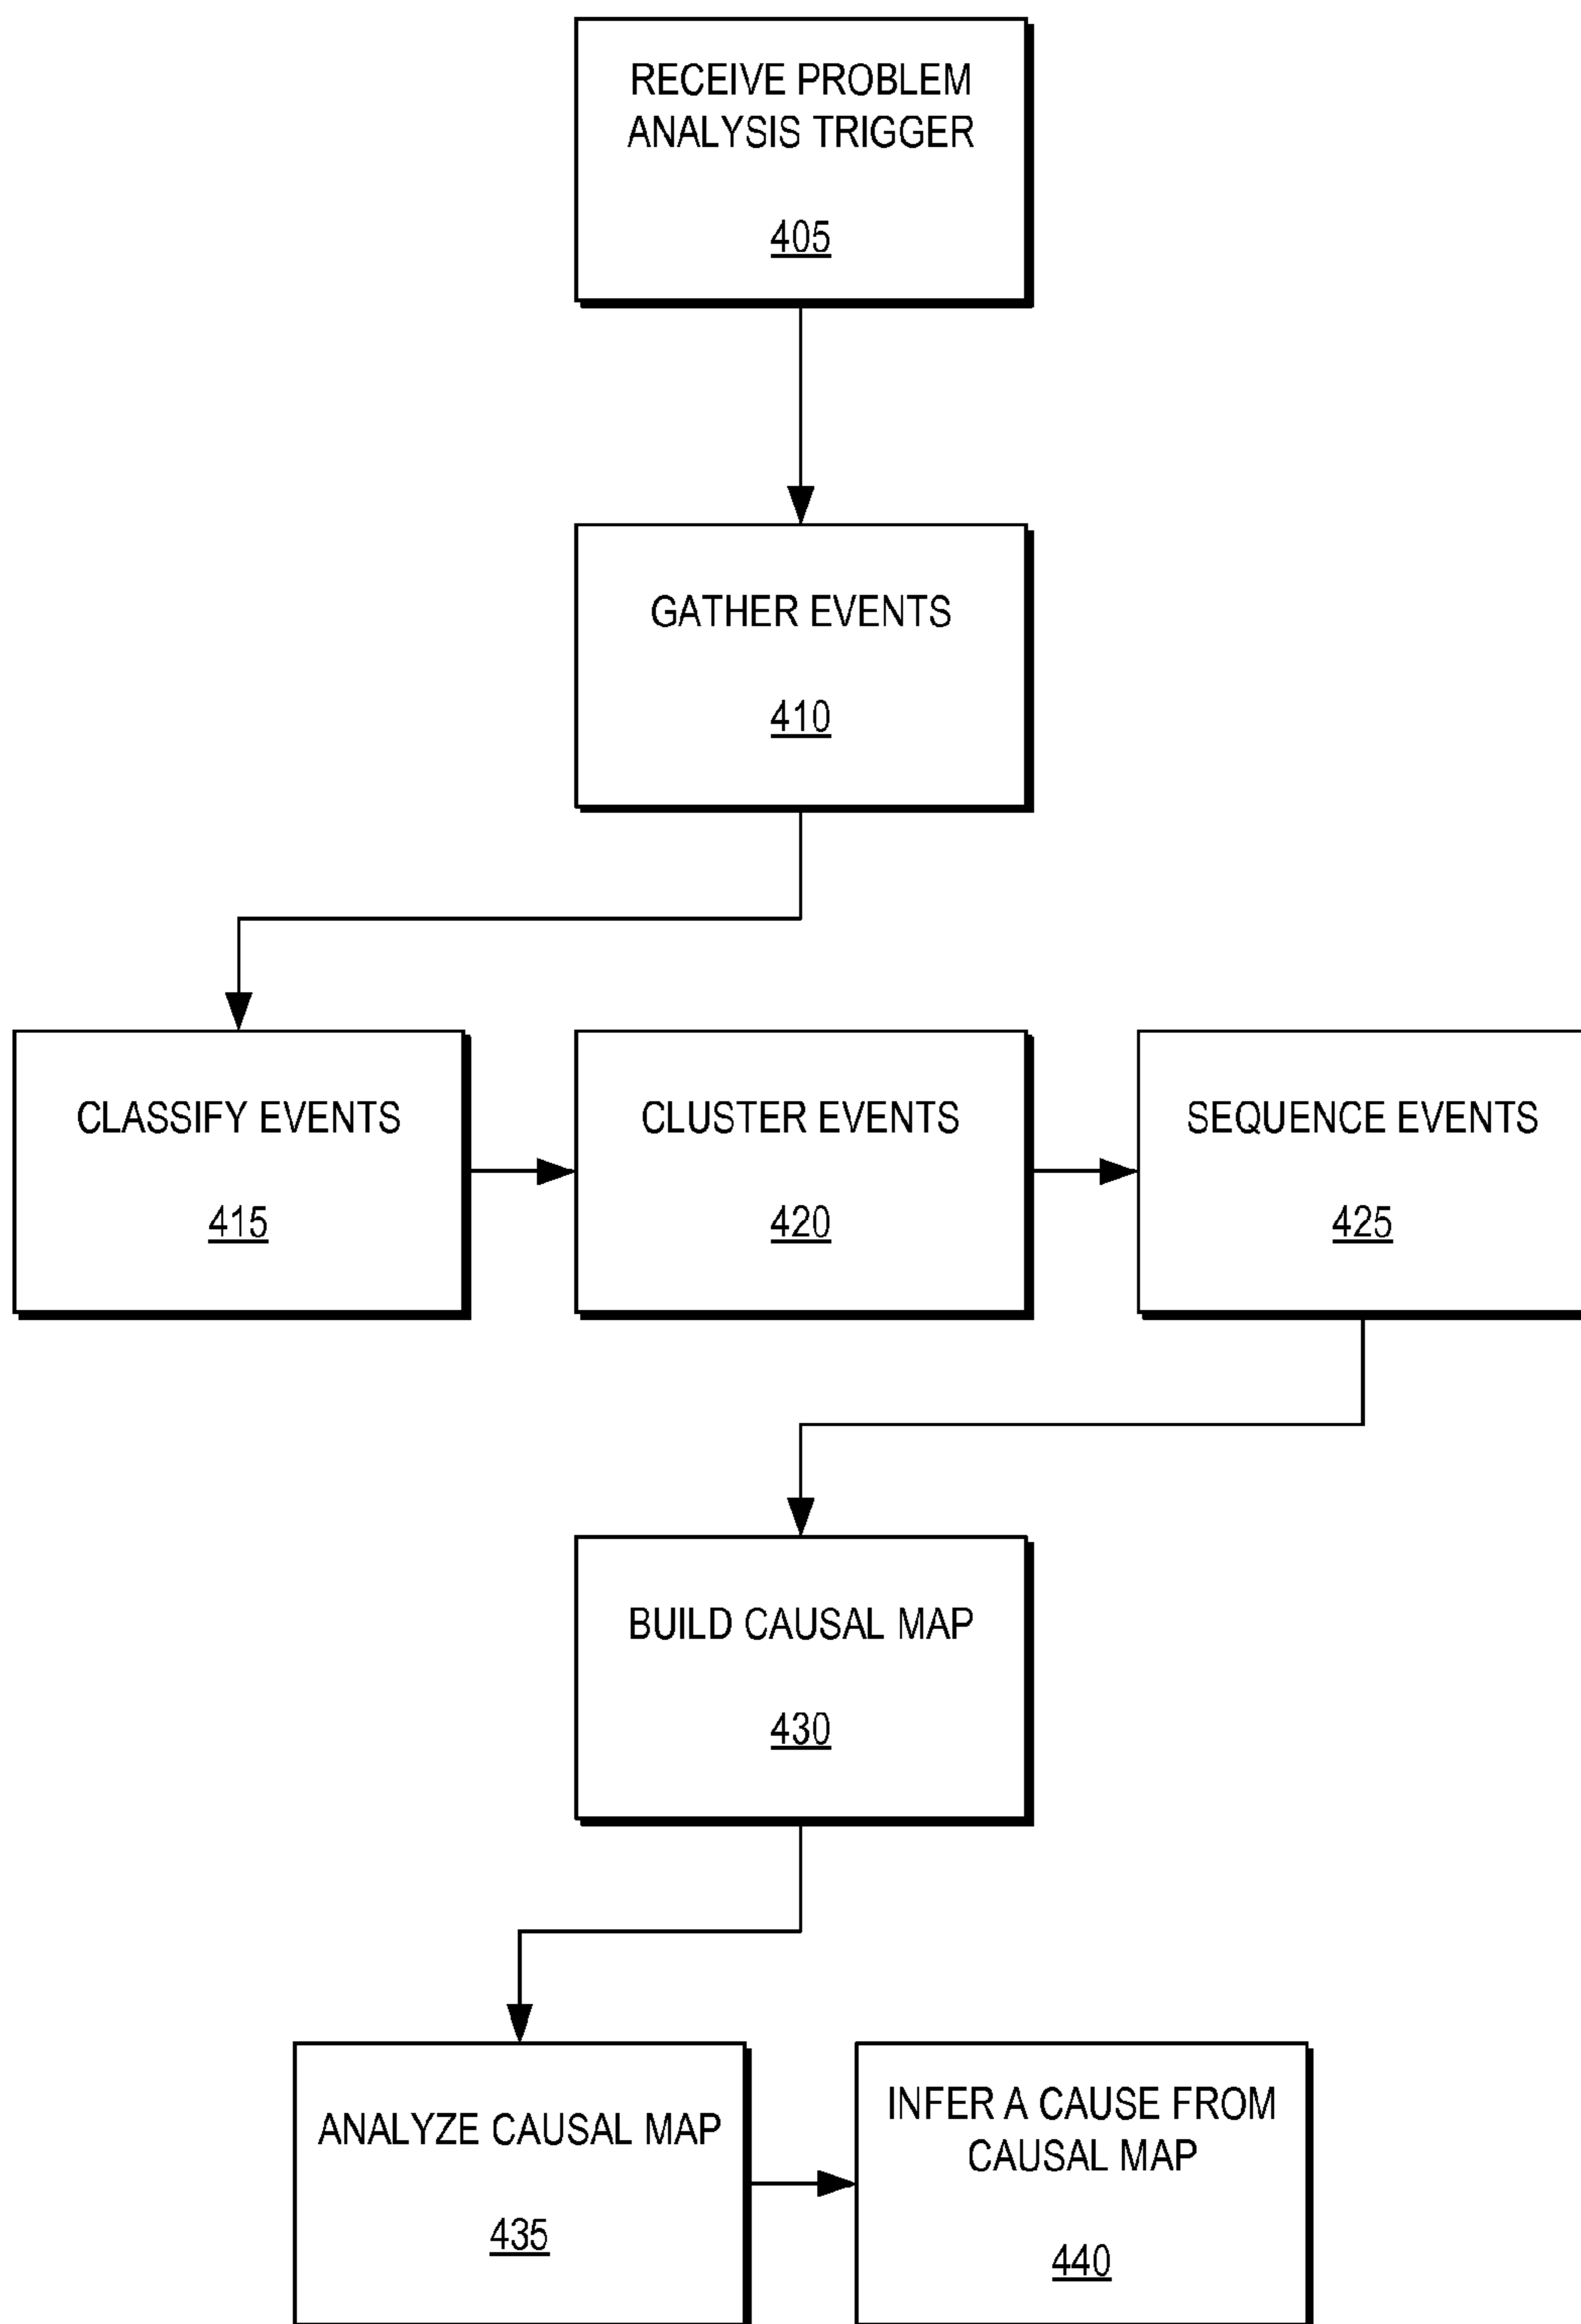 RECEIVE PROBLEM
ANALYSIS TRIGGER
405
GATHER EVENTS
410
CLASSIFY EVENTS
415
CLUSTER EVENTS
420
SEQUENCE EVENTS
425
BUILD CAUSAL MAP
430
ANALYZE CAUSAL MAP
435
INFER A CAUSE FROM
CAUSAL MAP
440